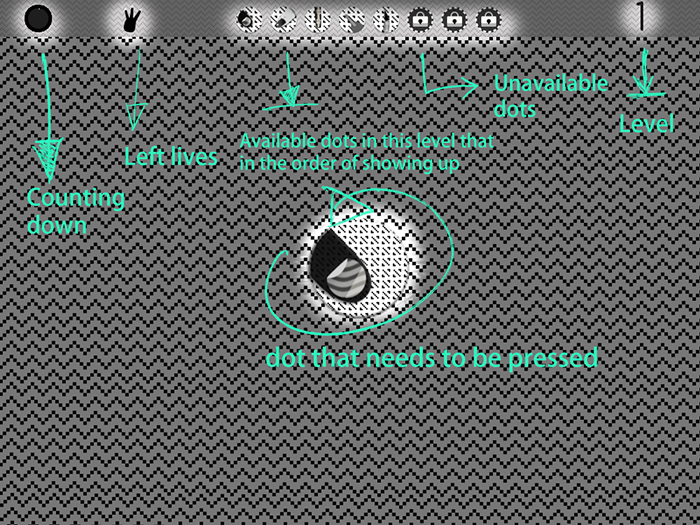 1
Unavailable
dots
Level
Available dots in this level that
in the order of showing up
Left lives
Counting
down
dot that needs to be pressed